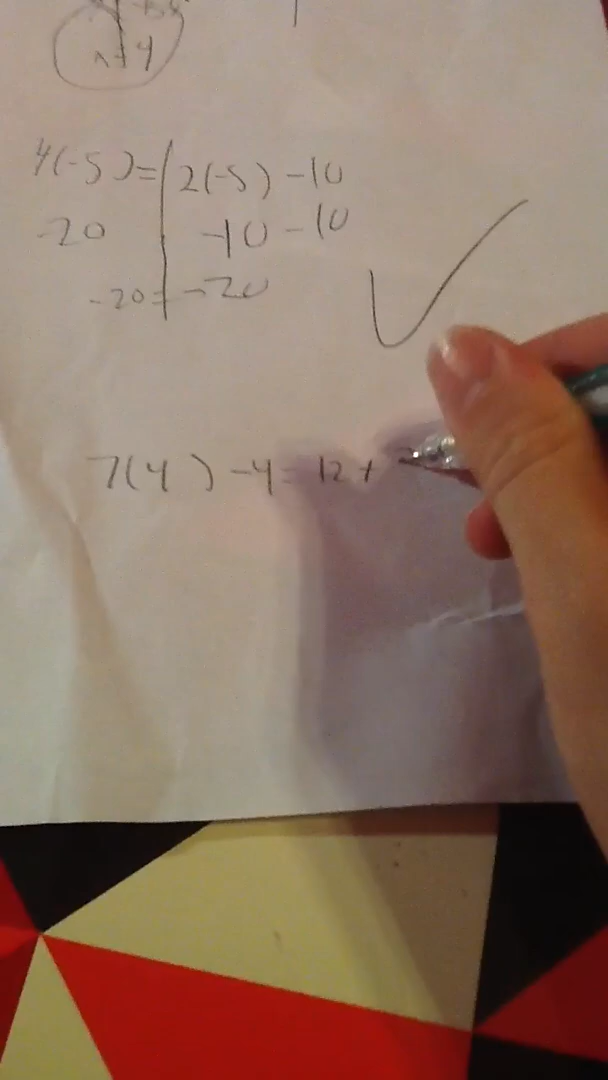 x=4
4(-5)= 2(-5) -10
-20 -10 -10
-20=-20
7(4) -4= 12+